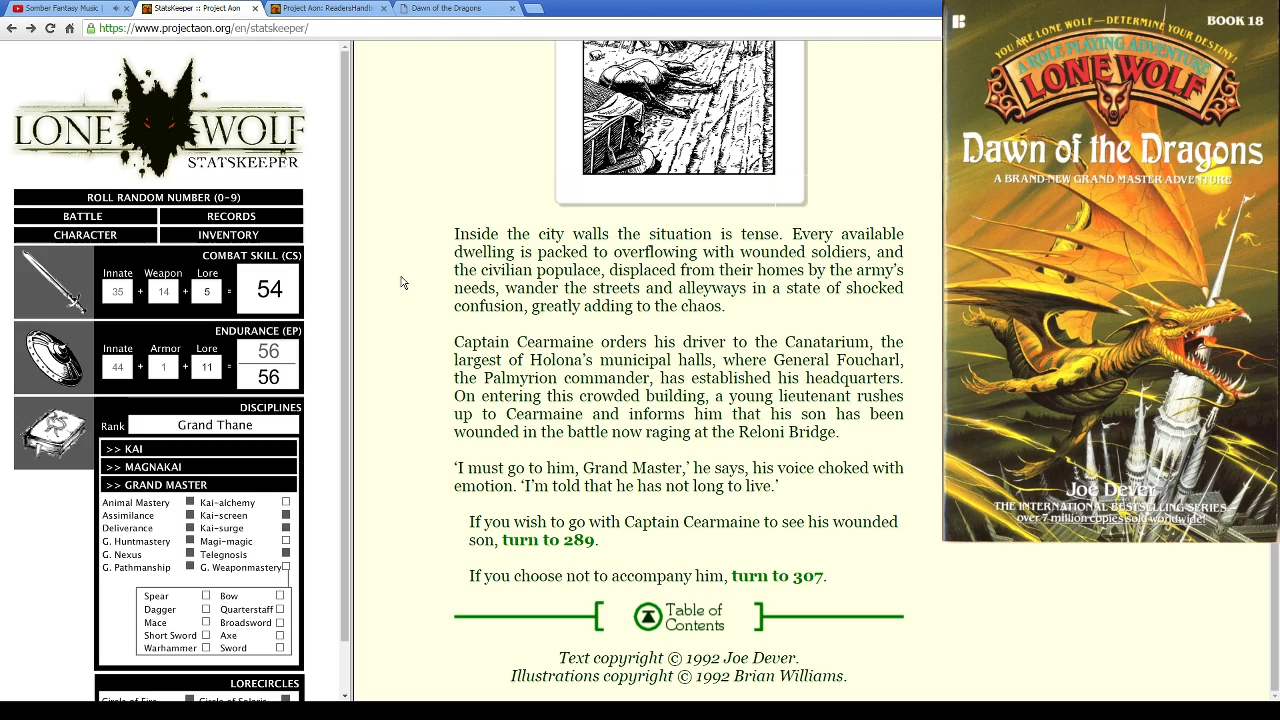 Somber Fantasy Music |
StatsKeeper :: Project Aon
Project Aon: ReadersHandb
Dawn of the Dragons
https://www.projectaon.org/en/statskeeper/
LONE WOLF
STATSKEEPER
ROLL RANDOM NUMBER (0-9)
BATTLE RECORDS
CHARACTER INVENTORY
COMBAT SKILL (CS)
Innate Weapon Lore
35 + 14 + 5 = 54
ENDURANCE (EP)
Innate Armor Lore
44 + 1 + 11 = 56
56
DISCIPLINES
Rank Grand Thane
>> KAI
>> MAGNAKAI
>> GRAND MASTER
Animal Mastery Kai-alchemy
Assimilance Kai-screen
Deliverance Kai-surge
G. Huntmastery Magi-magic
G. Nexus Telegnosis
G. Pathmanship G. Weaponmastery
Spear Bow
Dagger Quarterstaff
Mace Broadsword
Short Sword Axe
Warhammer Sword
LORECIRCLES
Circle of Fire Circle of Solaris
Inside the city walls the situation is tense. Every available
dwelling is packed to overflowing with wounded soldiers, and
the civilian populace, displaced from their homes by the army’s
needs, wander the streets and alleyways in a state of shocked
confusion, greatly adding to the chaos.
Captain Cearmaine orders his driver to the Canatarium, the
largest of Holona’s municipal halls, where General Foucharl,
the Palmyrion commander, has established his headquarters.
On entering this crowded building, a young lieutenant rushes
up to Cearmaine and informs him that his son has been
wounded in the battle now raging at the Reloni Bridge.
‘I must go to him, Grand Master,’ he says, his voice choked with
emotion. ‘I’m told that he has not long to live.’
If you wish to go with Captain Cearmaine to see his wounded
son, turn to 289.
If you choose not to accompany him, turn to 307.
Table of
Contents
Text copyright © 1992 Joe Dever.
Illustrations copyright © 1992 Brian Williams.
B
BOOK 18
YOU ARE LONE WOLF—DETERMINE YOUR DESTINY!
A ROLE PLAYING ADVENTURE
LONE WOLF
Dawn of the Dragons
A BRAND-NEW GRAND MASTER ADVENTURE
Joe Dever
THE INTERNATIONAL BESTSELLING SERIES—
over 7 million copies sold worldwide!